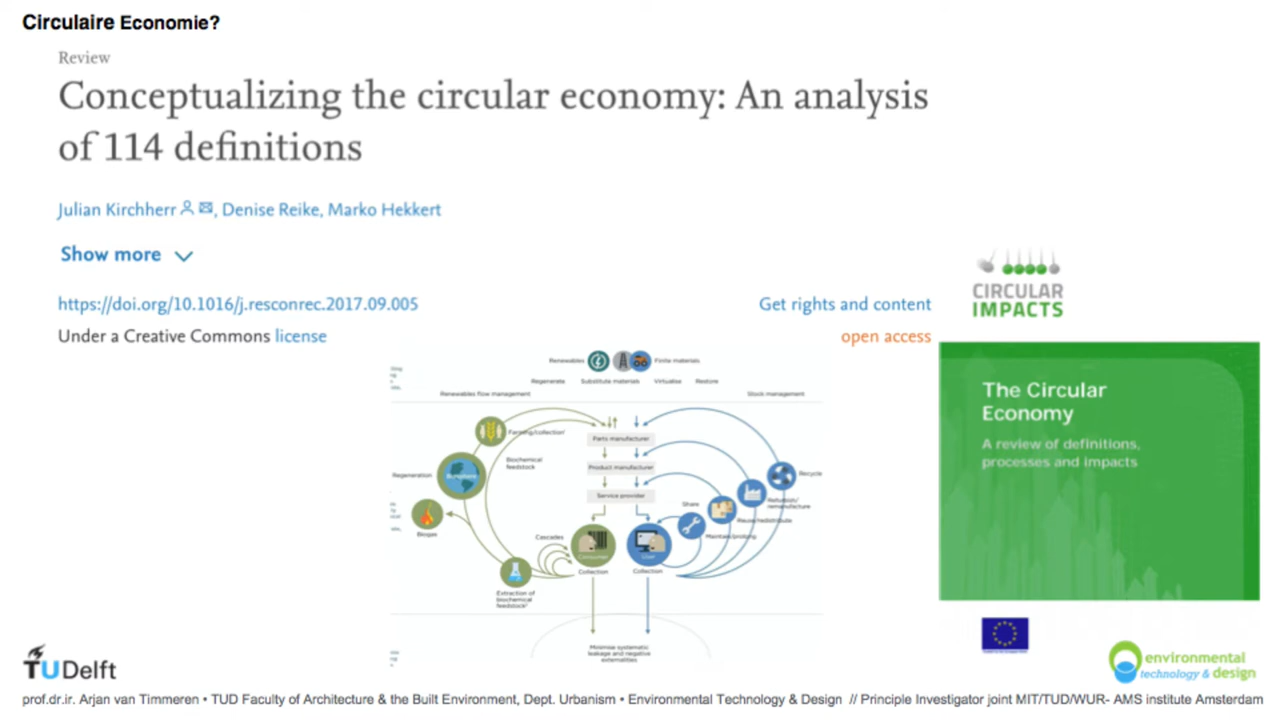 Circulaire Economie?
Review
Conceptualizing the circular economy: An analysis
of 114 definitions
Julian Kirchherr, Denise Reike, Marko Hekkert
Show more
https://doi.org/10.1016/j.resconrec.2017.09.005
Get rights and content
Under a Creative Commons license
open access
CIRCULAR
IMPACTS
The Circular
Economy
A review of definitions,
processes and impacts
Renewables
Finite materials
Regenerate
Substitute materials
Virtualise
Restore
Renewables flow management
Stock management
Farming/collection
Parts manufacturer
Biochemical
feedstock
Product manufacturer
Regeneration
Biosphere
Recycle
Service provider
Share
Refurbish/
remanufacture
Reuse/redistribute
Biogas
Cascades
Maintain/prolong
Consumer
User
Collection
Collection
Extraction of
biochemical
feedstock
Minimise systematic
leakage and negative
externalities
TUDelft
environmental
technology & design
prof.dr.ir. Arjan van Timmeren • TUD Faculty of Architecture & the Built Environment, Dept. Urbanism • Environmental Technology & Design // Principle Investigator joint MIT/TUD/WUR- AMS institute Amsterdam